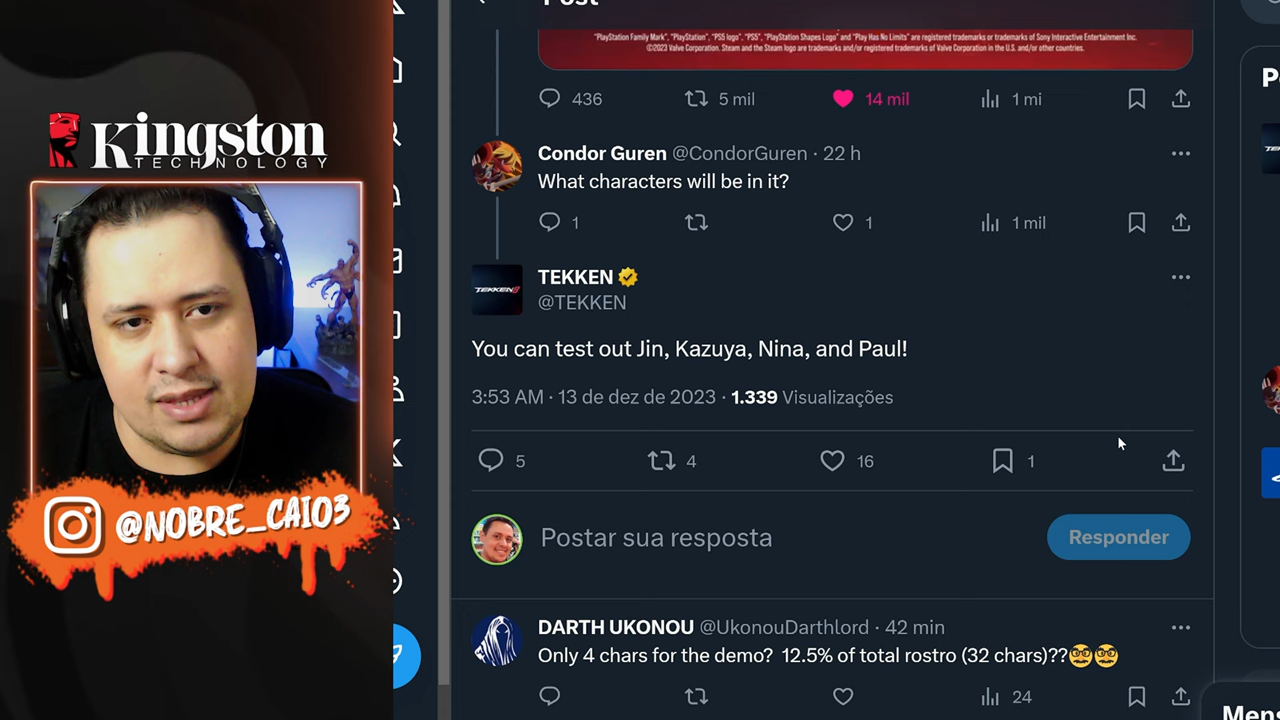 Kingston
TECHNOLOGY
@NOBRE_CAIO3
Post
"PlayStation Family Mark", "PlayStation", "PS5 logo", "PS5", "PlayStation Shapes Logo" and "Play Has No Limits" are registered trademarks or trademarks of Sony Interactive Entertainment Inc.
©2023 Valve Corporation. Steam and the Steam logo are trademarks and/or registered trademarks of Valve Corporation in the U.S. and/or other countries.
436 5 mil 14 mil 1 mi
Condor Guren @CondorGuren · 22 h
What characters will be in it?
1 1 1 mil
TEKKEN
@TEKKEN
TEKKEN 8
You can test out Jin, Kazuya, Nina, and Paul!
3:53 AM · 13 de dez de 2023 · 1.339 Visualizações
5 4 16 1
Postar sua resposta
Responder
DARTH UKONOU @UkonouDarthlord · 42 min
Only 4 chars for the demo? 12.5% of total rostro (32 chars)??🥸🥸
24